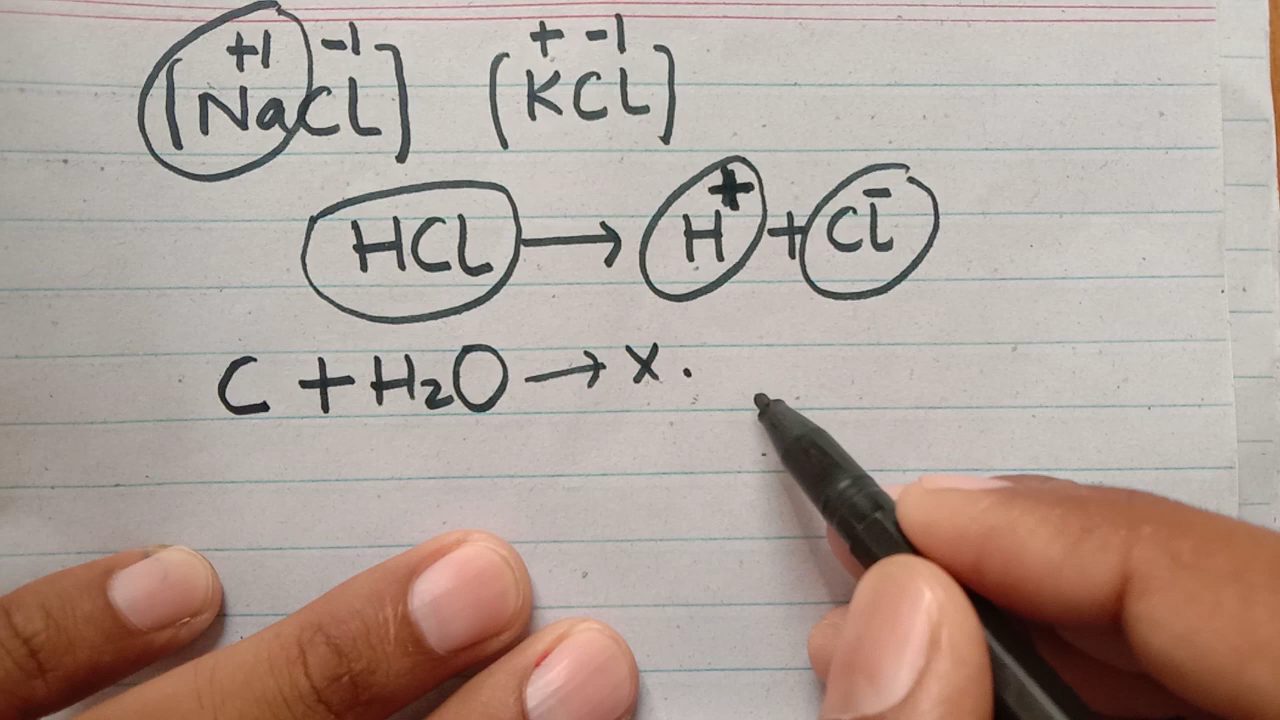 +1 -1 + -1
[NaCl] [KCl]
HCl → H⁺ + Cl⁻
C + H₂O → x.